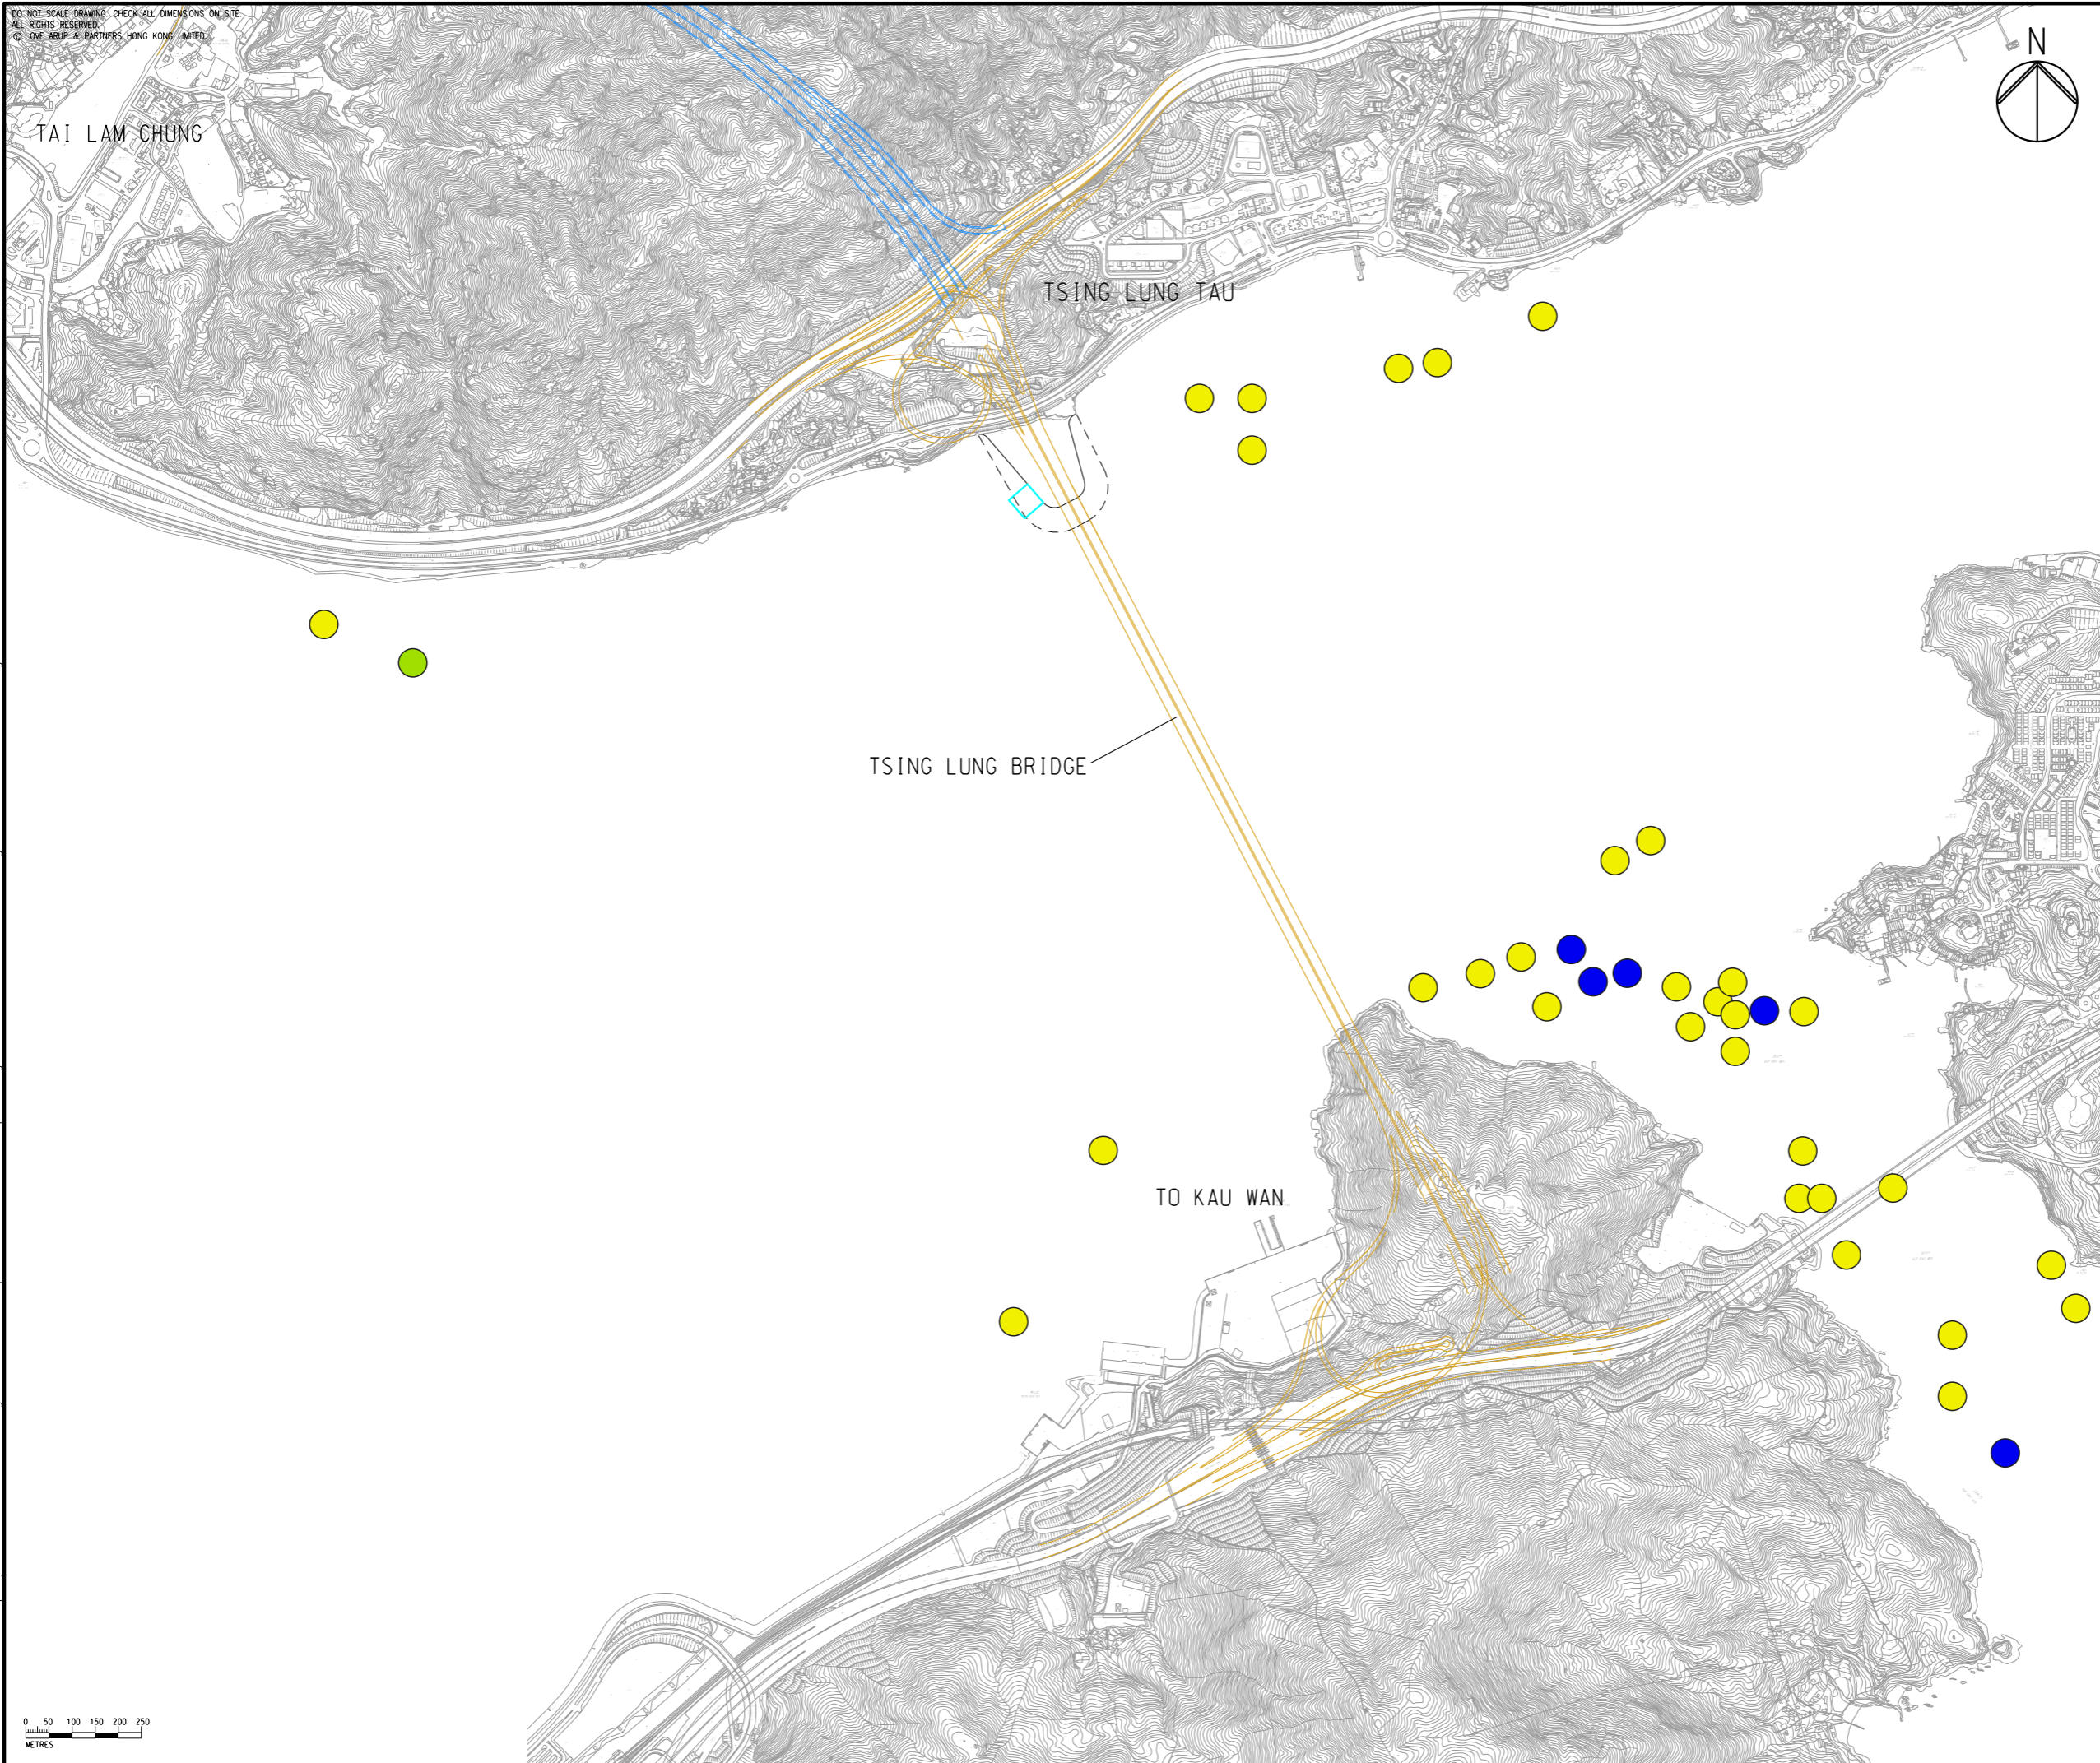 DO NOT SCALE DRAWING. CHECK ALL DIMENSIONS ON SITE.
ALL RIGHTS RESERVED.
© OVE ARUP & PARTNERS HONG KONG LIMITED.
N
TAI LAM CHUNG
TSING LUNG TAU
TSING LUNG BRIDGE
TO KAU WAN
0 50 100 150 200 250
METRES